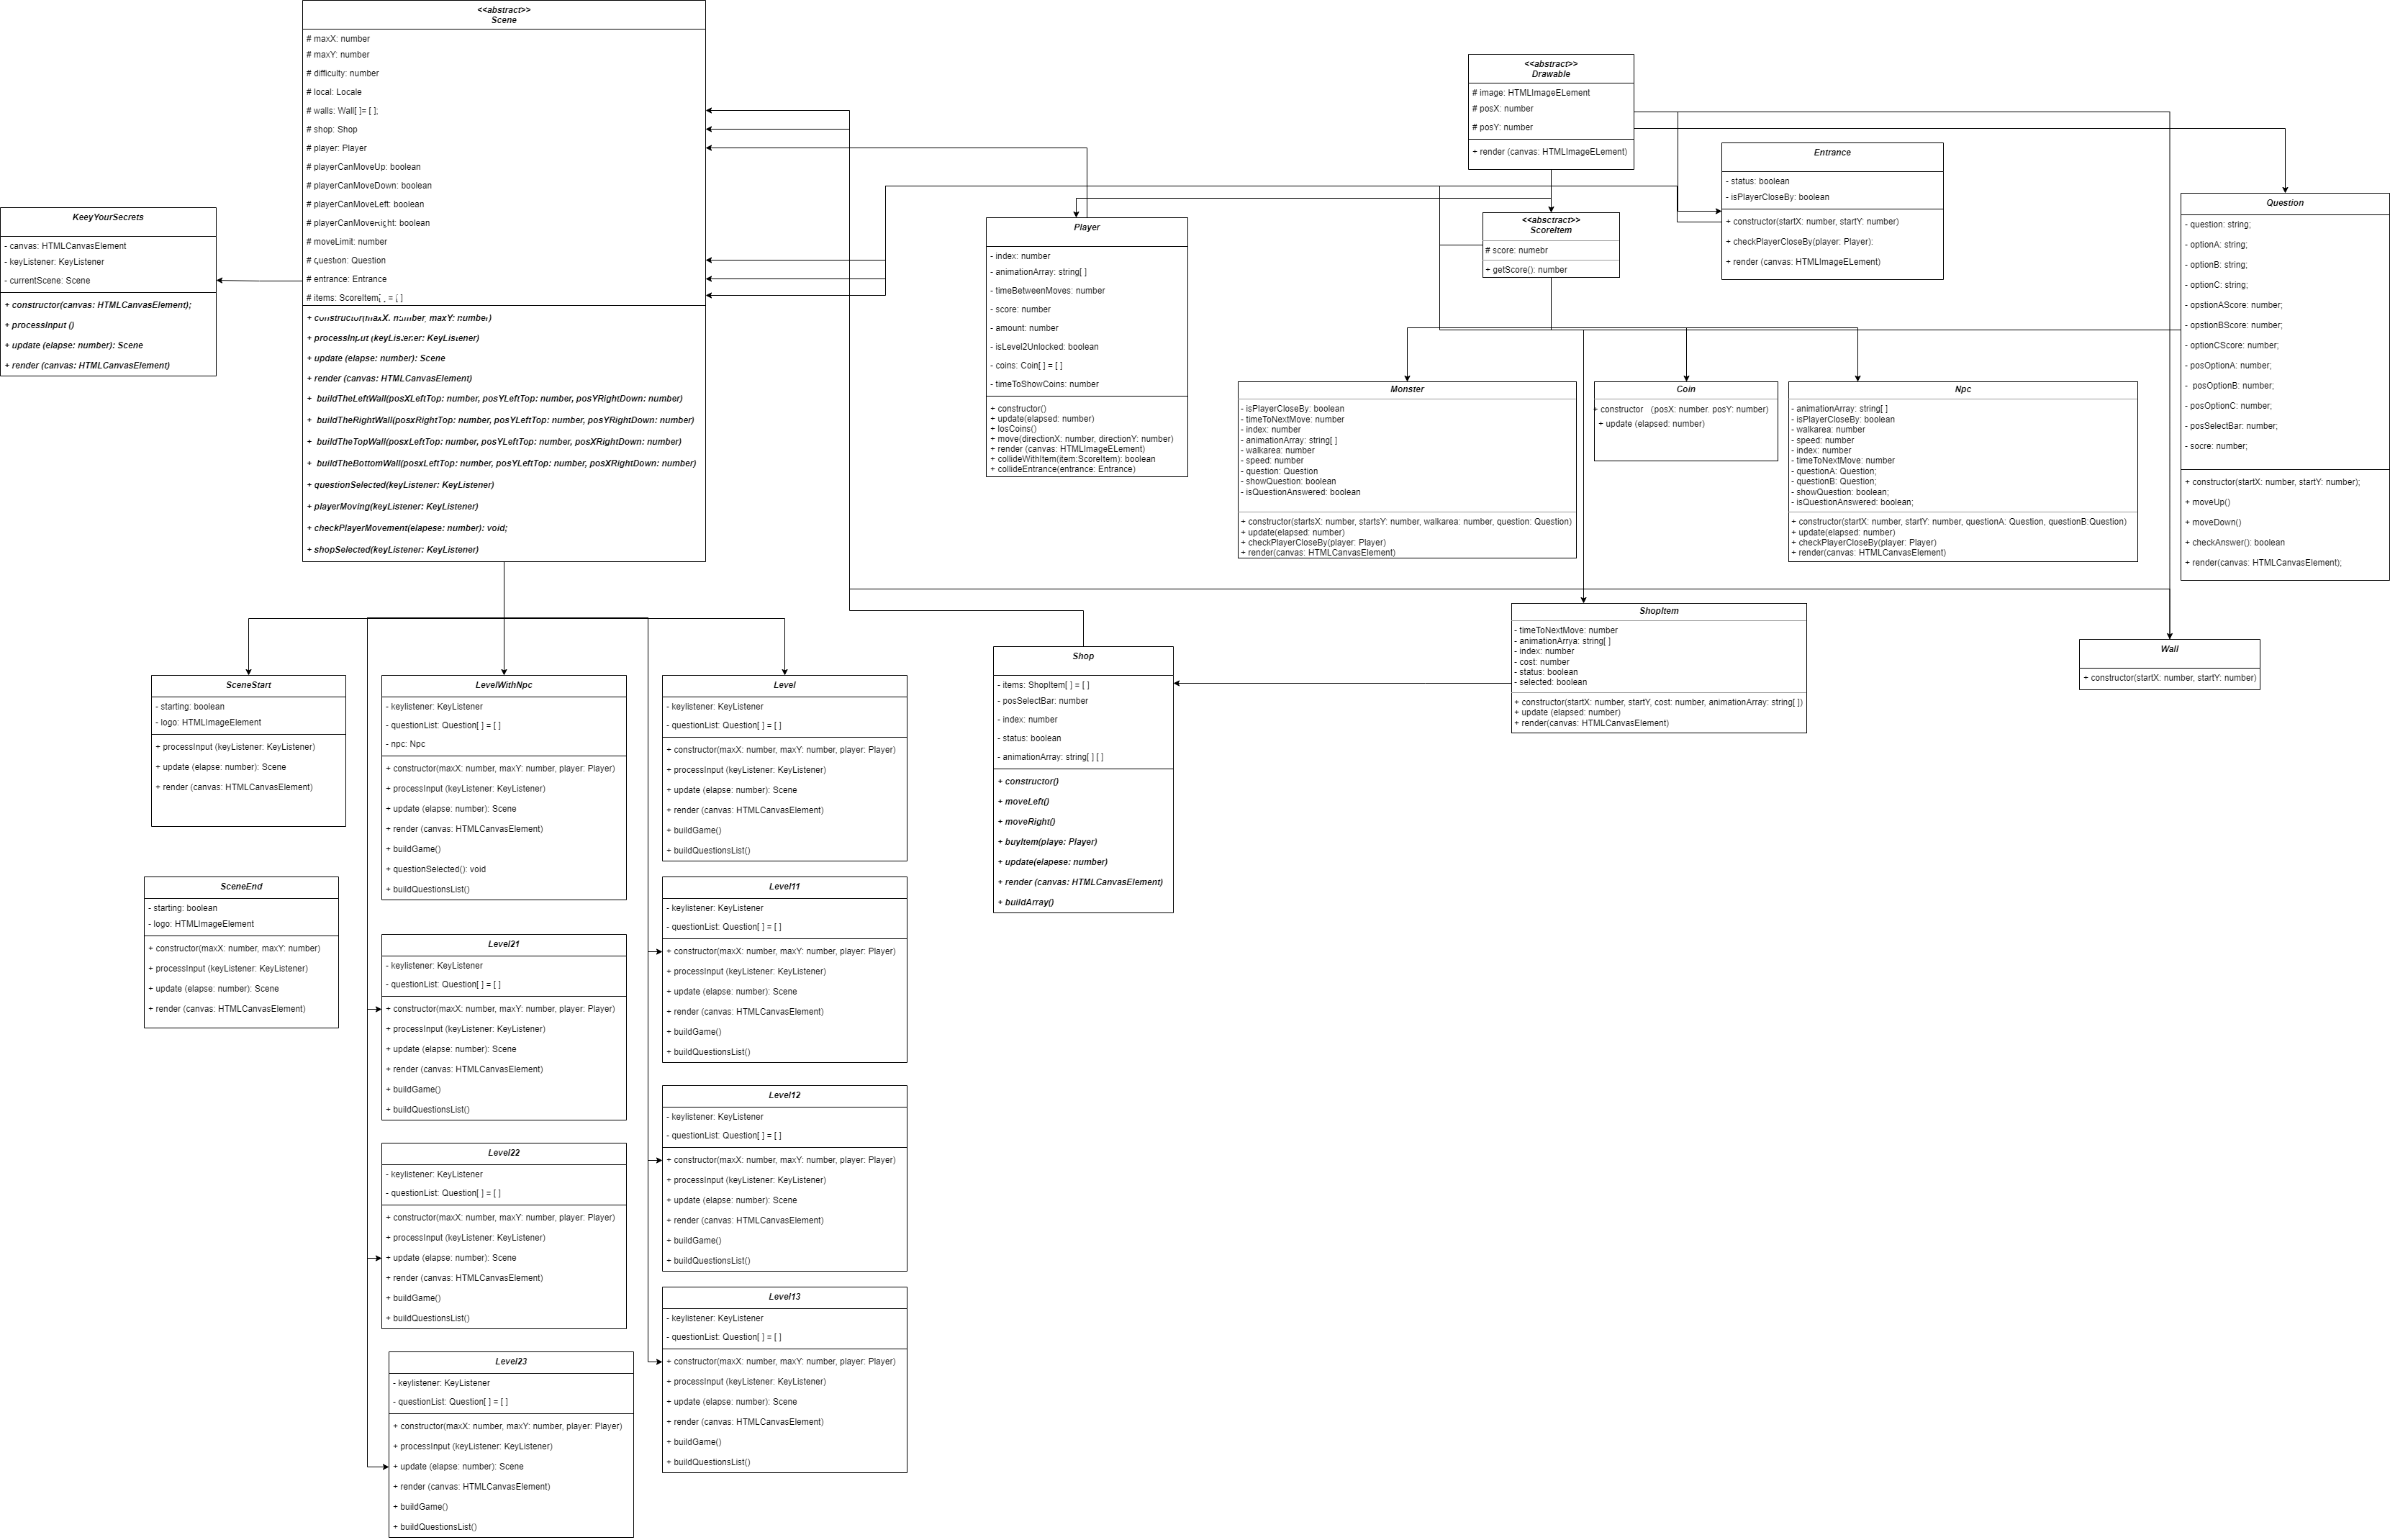 <<abstract>>
Scene
# maxX: number
# maxY: number
# difficulty: number
# local: Locale
# walls: Wall[ ]= [ ];
# shop: Shop
# player: Player
# playerCanMoveUp: boolean
# playerCanMoveDown: boolean
# playerCanMoveLeft: boolean
# playerCanMoveRight: boolean
# moveLimit: number
# question: Question
# entrance: Entrance
# items: ScoreItem[ ] = [ ]
+ constructor(maxX: number, maxY: number)
+ processInput (keyListener: KeyListener)
+ update (elapse: number): Scene
+ render (canvas: HTMLCanvasElement)
+ buildTheLeftWall(posXLeftTop: number, posYLeftTop: number, posYRightDown: number)
+ buildTheRightWall(posxRightTop: number, posYLeftTop: number, posYRightDown: number)
+ buildTheTopWall(posxLeftTop: number, posYLeftTop: number, posXRightDown: number)
+ buildTheBottomWall(posxLeftTop: number, posYLeftTop: number, posXRightDown: number)
+ questionSelected(keyListener: KeyListener)
+ playerMoving(keyListener: KeyListener)
+ checkPlayerMovement(elapese: number): void;
+ shopSelected(keyListener: KeyListener)
KeeyYourSecrets
- canvas: HTMLCanvasElement
- keyListener: KeyListener
- currentScene: Scene
+ constructor(canvas: HTMLCanvasElement);
+ processInput ()
+ update (elapse: number): Scene
+ render (canvas: HTMLCanvasElement)
<<abstract>>
Drawable
# image: HTMLImageELement
# posX: number
# posY: number
+ render (canvas: HTMLImageELement)
Entrance
- status: boolean
- isPlayerCloseBy: boolean
+ constructor(startX: number, startY: number)
+ checkPlayerCloseBy(player: Player):
+ render (canvas: HTMLImageELement)
Question
- question: string;
- optionA: string;
- optionB: string;
- optionC: string;
- opstionAScore: number;
- opstionBScore: number;
- optionCScore: number;
- posOptionA: number;
- posOptionB: number;
- posOptionC: number;
- posSelectBar: number;
- socre: number;
+ constructor(startX: number, startY: number);
+ moveUp()
+ moveDown()
+ checkAnswer(): boolean
+ render(canvas: HTMLCanvasElement);
Player
- index: number
- animationArray: string[ ]
- timeBetweenMoves: number
- score: number
- amount: number
- isLevel2Unlocked: boolean
- coins: Coin[ ] = [ ]
- timeToShowCoins: number
+ constructor()
+ update(elapsed: number)
+ losCoins()
+ move(directionX: number, directionY: number)
+ render (canvas: HTMLImageELement)
+ collideWithItem(item:ScoreItem): boolean
+ collideEntrance(entrance: Entrance)
<<absctract>>
ScoreItem
# score: numebr
+ getScore(): number
Monster
- isPlayerCloseBy: boolean
- timeToNextMove: number
- index: number
- animationArray: string[ ]
- walkarea: number
- speed: number
- question: Question
- showQuestion: boolean
- isQuestionAnswered: boolean
+ constructor(startsX: number, startsY: number, walkarea: number, question: Question)
+ update(elapsed: number)
+ checkPlayerCloseBy(player: Player)
+ render(canvas: HTMLCanvasElement)
Coin
+ constructor (posX: number. posY: number)
+ update (elapsed: number)
Npc
- animationArray: string[ ]
- isPlayerCloseBy: boolean
- walkarea: number
- speed: number
- index: number
- timeToNextMove: number
- questionA: Question;
- questionB: Question;
- showQuestion: boolean;
- isQuestionAnswered: boolean;
+ constructor(startX: number, startY: number, questionA: Question, questionB:Question)
+ update(elapsed: number)
+ checkPlayerCloseBy(player: Player)
+ render(canvas: HTMLCanvasElement)
ShopItem
- timeToNextMove: number
- animationArrya: string[ ]
- index: number
- cost: number
- status: boolean
- selected: boolean
+ constructor(startX: number, startY, cost: number, animationArray: string[ ])
+ update (elapsed: number)
+ render(canvas: HTMLCanvasElement)
Wall
+ constructor(startX: number, startY: number)
Shop
- items: ShopItem[ ] = [ ]
- posSelectBar: number
- index: number
- status: boolean
- animationArray: string[ ] [ ]
+ constructor()
+ moveLeft()
+ moveRight()
+ buyItem(playe: Player)
+ update(elapese: number)
+ render (canvas: HTMLCanvasElement)
+ buildArray()
SceneStart
- starting: boolean
- logo: HTMLImageElement
+ processInput (keyListener: KeyListener)
+ update (elapse: number): Scene
+ render (canvas: HTMLCanvasElement)
LevelWithNpc
- keylistener: KeyListener
- questionList: Question[ ] = [ ]
- npc: Npc
+ constructor(maxX: number, maxY: number, player: Player)
+ processInput (keyListener: KeyListener)
+ update (elapse: number): Scene
+ render (canvas: HTMLCanvasElement)
+ buildGame()
+ questionSelected(): void
+ buildQuestionsList()
Level
- keylistener: KeyListener
- questionList: Question[ ] = [ ]
+ constructor(maxX: number, maxY: number, player: Player)
+ processInput (keyListener: KeyListener)
+ update (elapse: number): Scene
+ render (canvas: HTMLCanvasElement)
+ buildGame()
+ buildQuestionsList()
SceneEnd
- starting: boolean
- logo: HTMLImageElement
+ constructor(maxX: number, maxY: number)
+ processInput (keyListener: KeyListener)
+ update (elapse: number): Scene
+ render (canvas: HTMLCanvasElement)
Level21
- keylistener: KeyListener
- questionList: Question[ ] = [ ]
+ constructor(maxX: number, maxY: number, player: Player)
+ processInput (keyListener: KeyListener)
+ update (elapse: number): Scene
+ render (canvas: HTMLCanvasElement)
+ buildGame()
+ buildQuestionsList()
Level11
- keylistener: KeyListener
- questionList: Question[ ] = [ ]
+ constructor(maxX: number, maxY: number, player: Player)
+ processInput (keyListener: KeyListener)
+ update (elapse: number): Scene
+ render (canvas: HTMLCanvasElement)
+ buildGame()
+ buildQuestionsList()
Level22
- keylistener: KeyListener
- questionList: Question[ ] = [ ]
+ constructor(maxX: number, maxY: number, player: Player)
+ processInput (keyListener: KeyListener)
+ update (elapse: number): Scene
+ render (canvas: HTMLCanvasElement)
+ buildGame()
+ buildQuestionsList()
Level12
- keylistener: KeyListener
- questionList: Question[ ] = [ ]
+ constructor(maxX: number, maxY: number, player: Player)
+ processInput (keyListener: KeyListener)
+ update (elapse: number): Scene
+ render (canvas: HTMLCanvasElement)
+ buildGame()
+ buildQuestionsList()
Level23
- keylistener: KeyListener
- questionList: Question[ ] = [ ]
+ constructor(maxX: number, maxY: number, player: Player)
+ processInput (keyListener: KeyListener)
+ update (elapse: number): Scene
+ render (canvas: HTMLCanvasElement)
+ buildGame()
+ buildQuestionsList()
Level13
- keylistener: KeyListener
- questionList: Question[ ] = [ ]
+ constructor(maxX: number, maxY: number, player: Player)
+ processInput (keyListener: KeyListener)
+ update (elapse: number): Scene
+ render (canvas: HTMLCanvasElement)
+ buildGame()
+ buildQuestionsList()